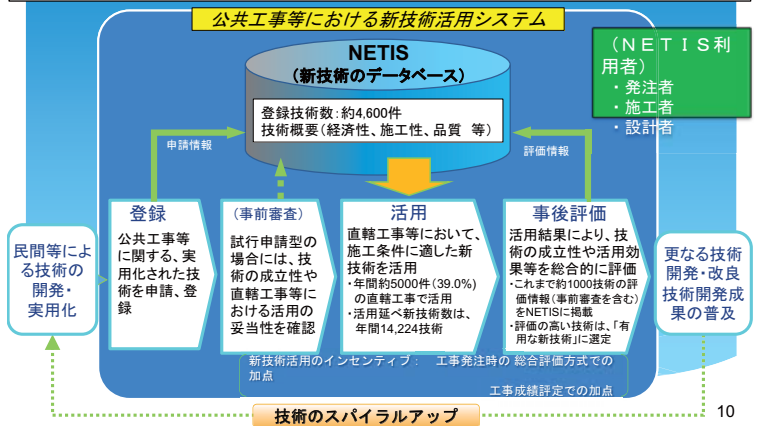 公共工事等における新技術活用システム
NETIS
(新技術のデータベース)
登録技術数:約4,600件
技術概要(経済性、施工性、品質 等)
(NETIS利
用者)
・発注者
・施工者
・設計者
申請情報
評価情報
民間等によ
る技術の
開発・
実用化
登録
公共工事等
に関する、実
用化された技
術を申請、登
録
(事前審査)
試行申請型の
場合には、技
術の成立性や
直轄工事等に
おける活用の
妥当性を確認
活用
直轄工事等において、
施工条件に適した新
技術を活用
・年間約5000件(39.0%)
の直轄工事で活用
・活用延べ新技術数は、
年間14,224技術
事後評価
活用結果により、技
術の成立性や活用効
果等を総合的に評価
・これまで約1000技術の評
価情報(事前審査を含む)
をNETISに掲載
・評価の高い技術は、「有
用な新技術」に選定
更なる技術
開発・改良
技術開発成
果の普及
新技術活用のインセンティブ: 工事発注時の 総合評価方式での
加点
工事成績評定での加点
技術のスパイラルアップ
10